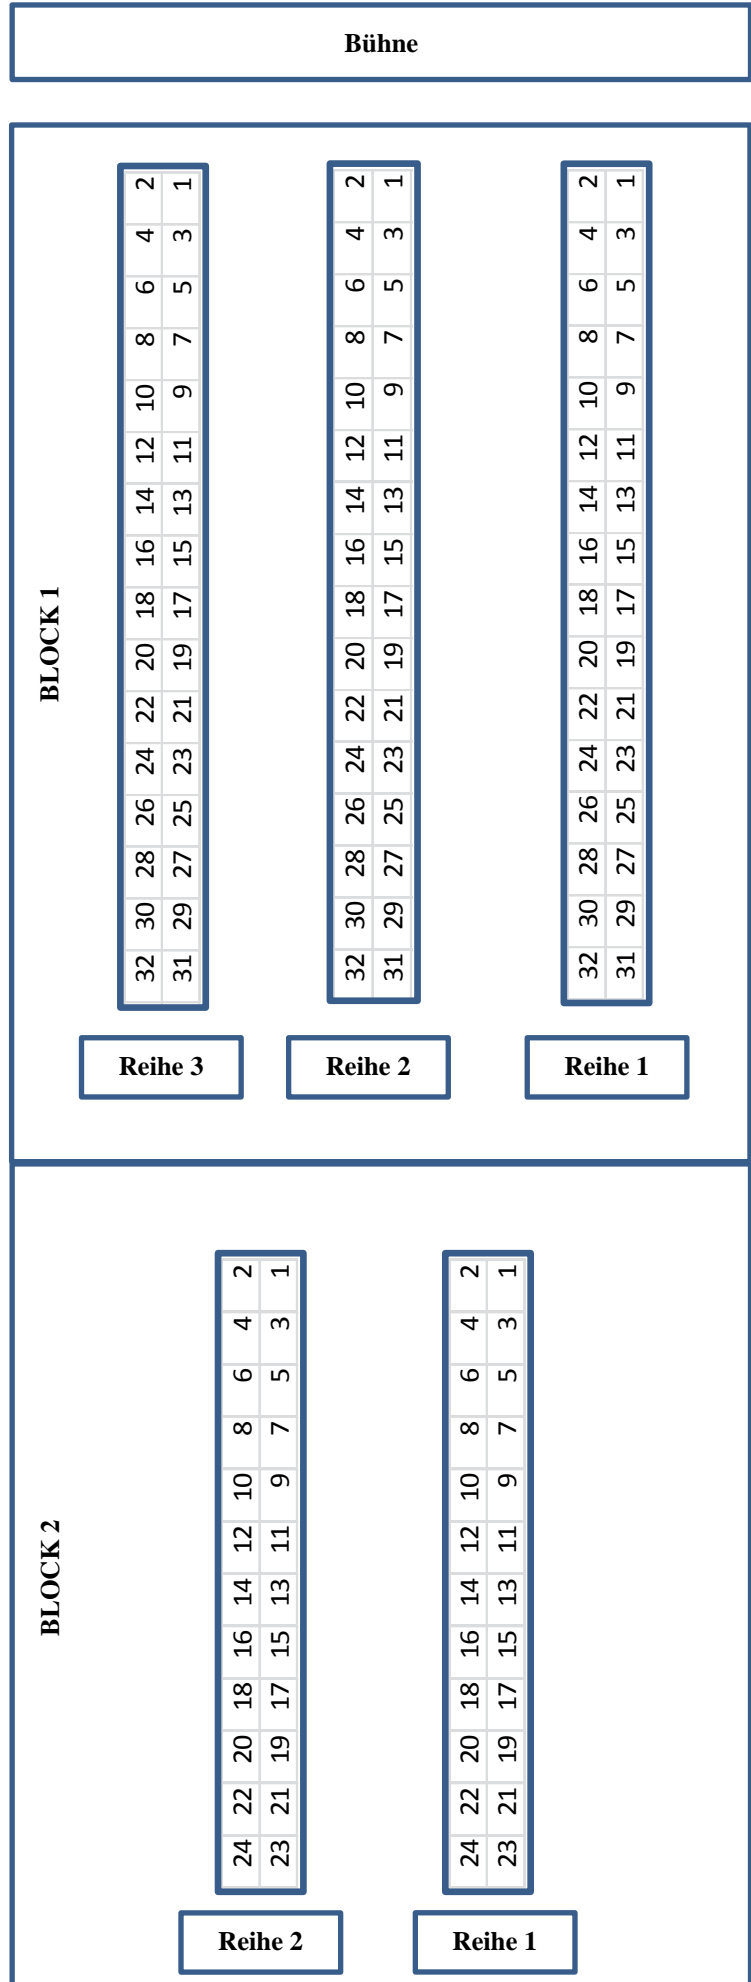 Bühne
BLOCK 1
2 1 2 1 2 1
4 3 4 3 4 3
6 5 6 5 6 5
8 7 8 7 8 7
10 9 10 9 10 9
12 11 12 11 12 11
14 13 14 13 14 13
16 15 16 15 16 15
18 17 18 17 18 17
20 19 20 19 20 19
22 21 22 21 22 21
24 23 24 23 24 23
26 25 26 25 26 25
28 27 28 27 28 27
30 29 30 29 30 29
32 31 32 31 32 31
Reihe 3 Reihe 2 Reihe 1
BLOCK 2
2 1 2 1
4 3 4 3
6 5 6 5
8 7 8 7
10 9 10 9
12 11 12 11
14 13 14 13
16 15 16 15
18 17 18 17
20 19 20 19
22 21 22 21
24 23 24 23
Reihe 2 Reihe 1